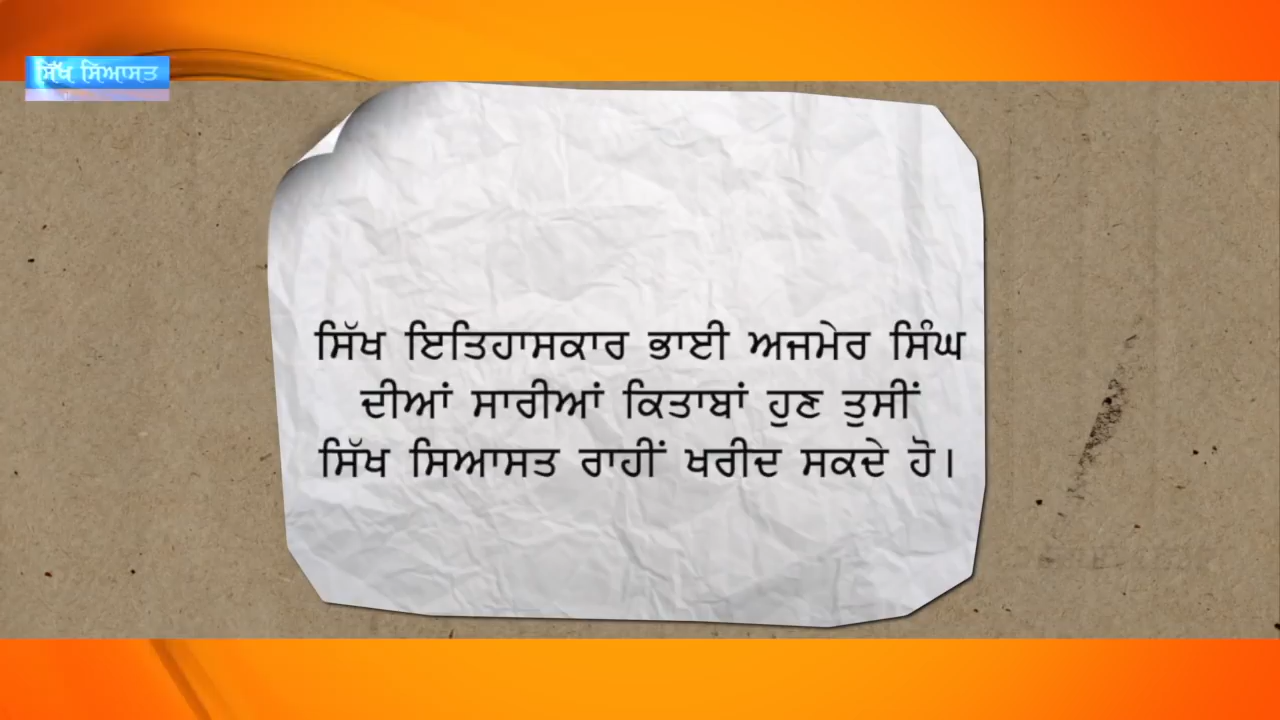 ਸਿੱਖ ਸਿਆਸਤ
ਸਿੱਖ ਇਤਿਹਾਸਕਾਰ ਭਾਈ ਅਜਮੇਰ ਸਿੰਘ
ਦੀਆਂ ਸਾਰੀਆਂ ਕਿਤਾਬਾਂ ਹੁਣ ਤੁਸੀਂ
ਸਿੱਖ ਸਿਆਸਤ ਰਾਹੀਂ ਖਰੀਦ ਸਕਦੇ ਹੋ।